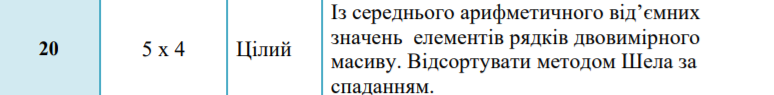 20
5 x 4
Цілий
Із середнього арифметичного від’ємних
значень елементів рядків двовимірного
масиву. Відсортувати методом Шела за
спаданням.